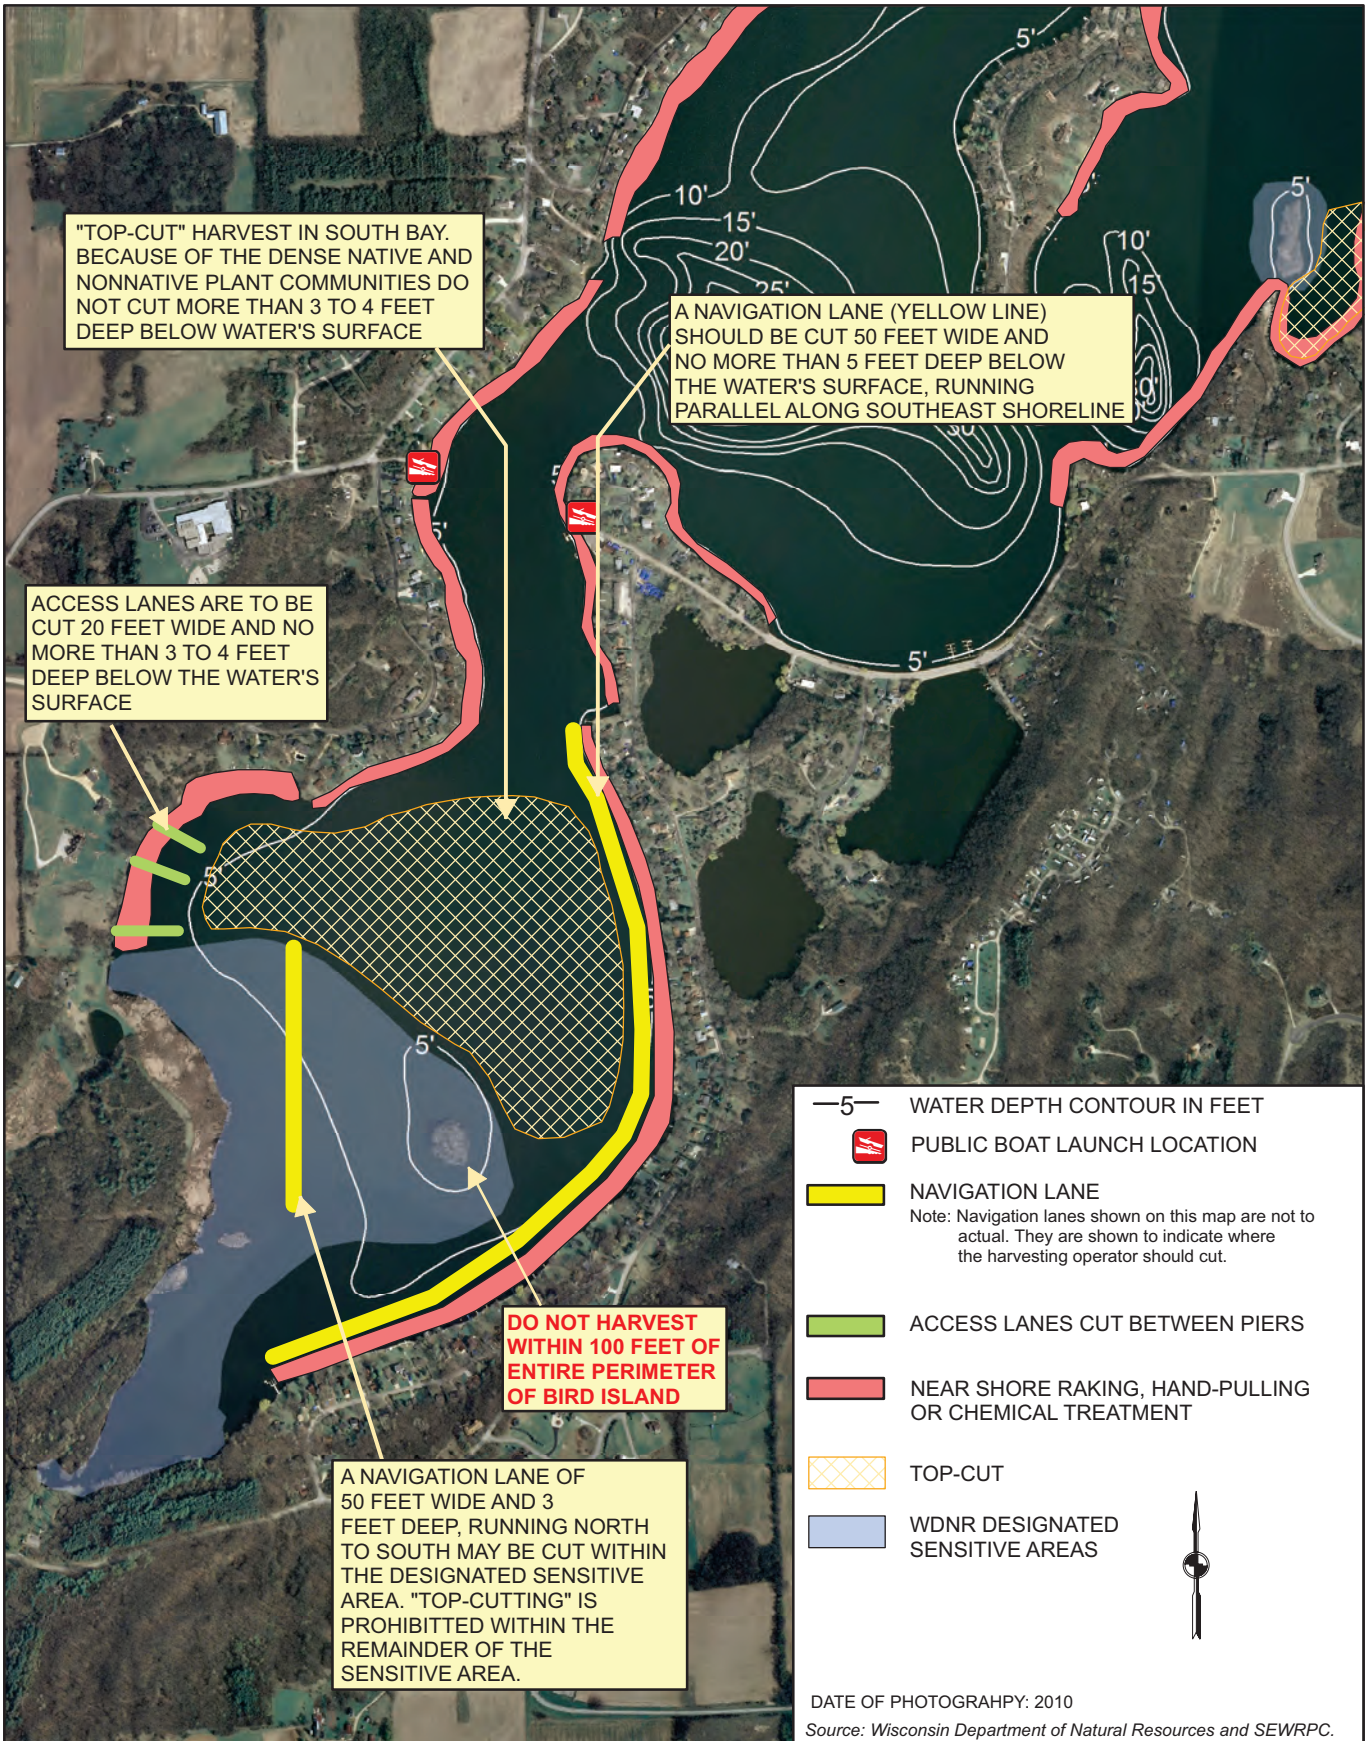 5'
10'
15'
20'
25'
5'
10'
15'
"TOP-CUT" HARVEST IN SOUTH BAY.
BECAUSE OF THE DENSE NATIVE AND
NONNATIVE PLANT COMMUNITIES DO
NOT CUT MORE THAN 3 TO 4 FEET
DEEP BELOW WATER'S SURFACE
A NAVIGATION LANE (YELLOW LINE)
SHOULD BE CUT 50 FEET WIDE AND
NO MORE THAN 5 FEET DEEP BELOW
THE WATER'S SURFACE, RUNNING
PARALLEL ALONG SOUTHEAST SHORELINE
5'
5'
ACCESS LANES ARE TO BE
CUT 20 FEET WIDE AND NO
MORE THAN 3 TO 4 FEET
DEEP BELOW THE WATER'S
SURFACE
5'
5'
DO NOT HARVEST
WITHIN 100 FEET OF
ENTIRE PERIMETER
OF BIRD ISLAND
A NAVIGATION LANE OF
50 FEET WIDE AND 3
FEET DEEP, RUNNING NORTH
TO SOUTH MAY BE CUT WITHIN
THE DESIGNATED SENSITIVE
AREA. "TOP-CUTTING" IS
PROHIBITTED WITHIN THE
REMAINDER OF THE
SENSITIVE AREA.
5 WATER DEPTH CONTOUR IN FEET
PUBLIC BOAT LAUNCH LOCATION
NAVIGATION LANE
Note: Navigation lanes shown on this map are not to
actual. They are shown to indicate where
the harvesting operator should cut.
ACCESS LANES CUT BETWEEN PIERS
NEAR SHORE RAKING, HAND-PULLING
OR CHEMICAL TREATMENT
TOP-CUT
WDNR DESIGNATED
SENSITIVE AREAS
DATE OF PHOTOGRAHPY: 2010
Source: Wisconsin Department of Natural Resources and SEWRPC.